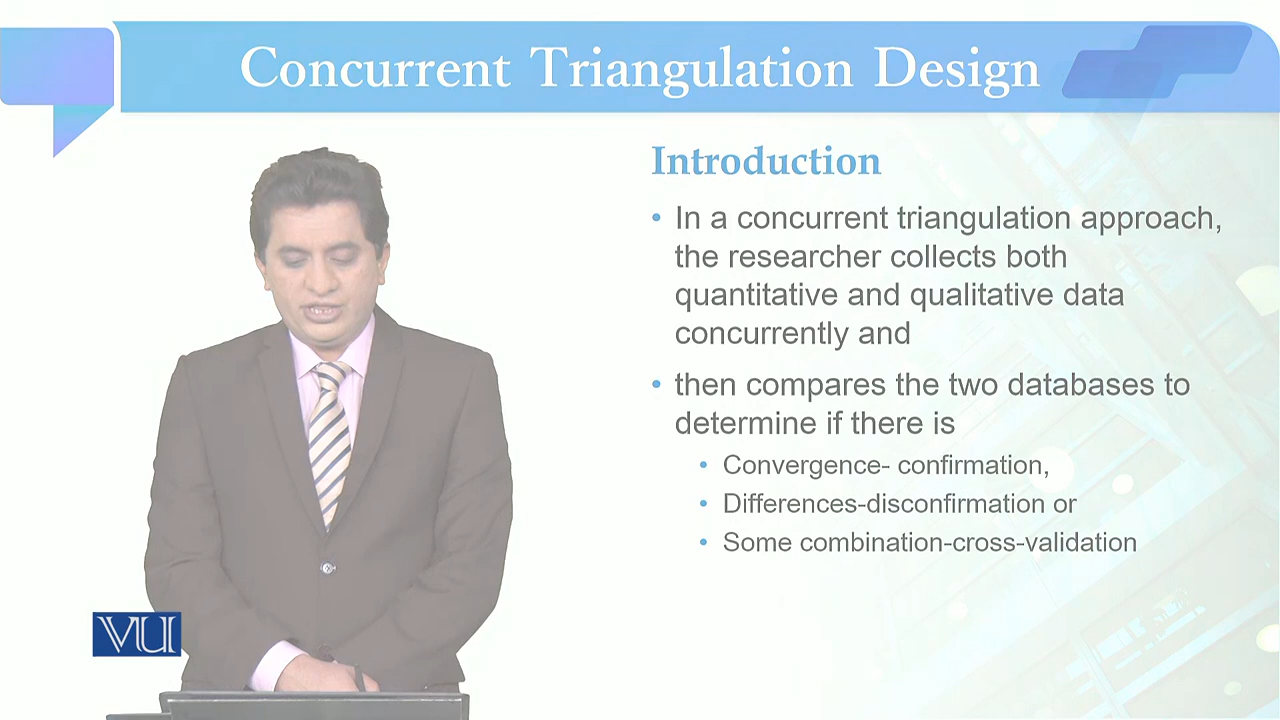 Concurrent Triangulation Design
Introduction
• In a concurrent triangulation approach,
the researcher collects both
quantitative and qualitative data
concurrently and
• then compares the two databases to
determine if there is
• Convergence- confirmation,
• Differences-disconfirmation or
• Some combination-cross-validation
VU